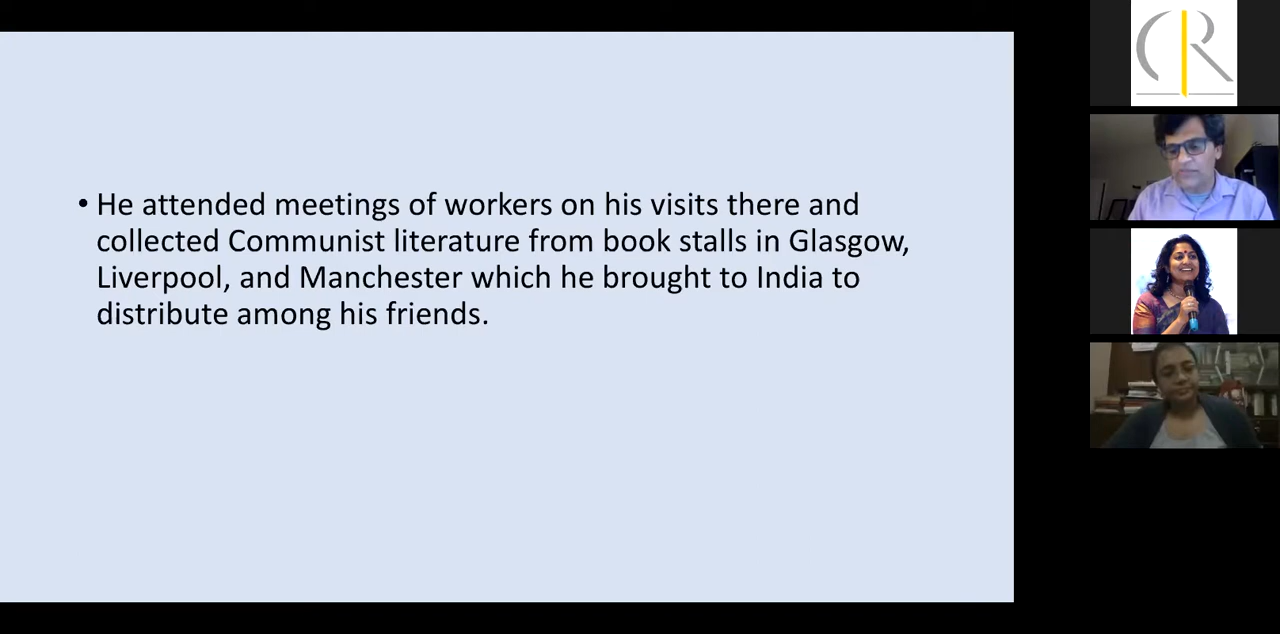 • He attended meetings of workers on his visits there and
collected Communist literature from book stalls in Glasgow,
Liverpool, and Manchester which he brought to India to
distribute among his friends.
CR